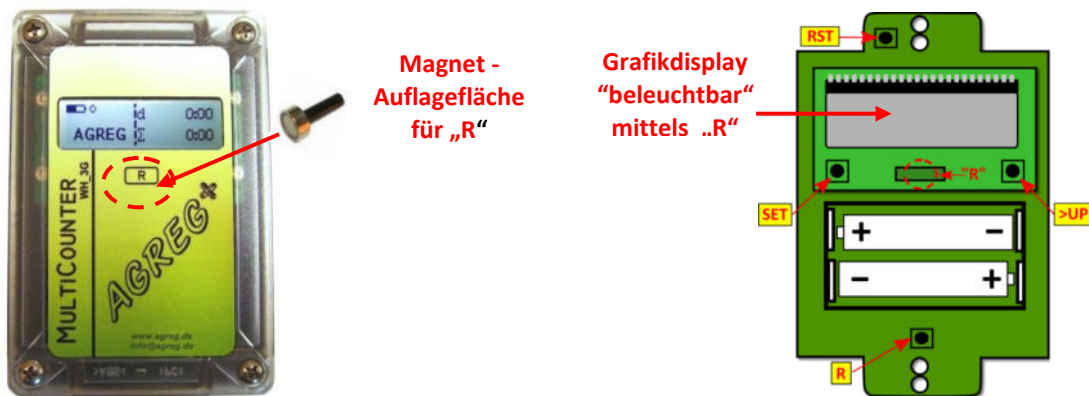 d 0:00
AGREG Σ 0:00
R
MULTICOUNTER
WH_3G
AGREG x
www.agreg.de
info@agreg.de
Magnet -
Auflagefläche
für „R“
Grafikdisplay
“beleuchtbar“
mittels „R“
RST
"R"
SET
>UP
+ −
− +
R